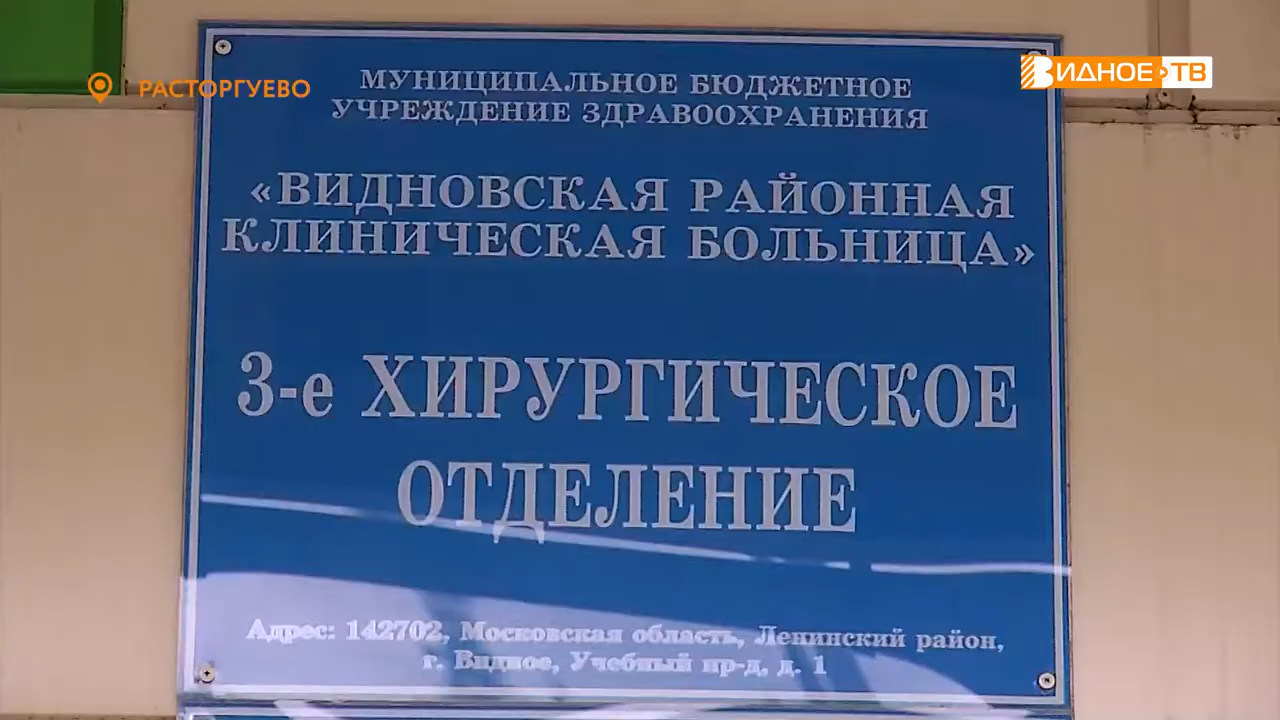 РАСТОРГУЕВО
ВИДНОЕ ТВ
МУНИЦИПАЛЬНОЕ БЮДЖЕТНОЕ
УЧРЕЖДЕНИЕ ЗДРАВООХРАНЕНИЯ
«ВИДНОВСКАЯ РАЙОННАЯ
КЛИНИЧЕСКАЯ БОЛЬНИЦА»
3-е ХИРУРГИЧЕСКОЕ
ОТДЕЛЕНИЕ
Адрес: 142702, Московская область, Ленинский район,
г. Видное, Учебный пр-д, д. 1